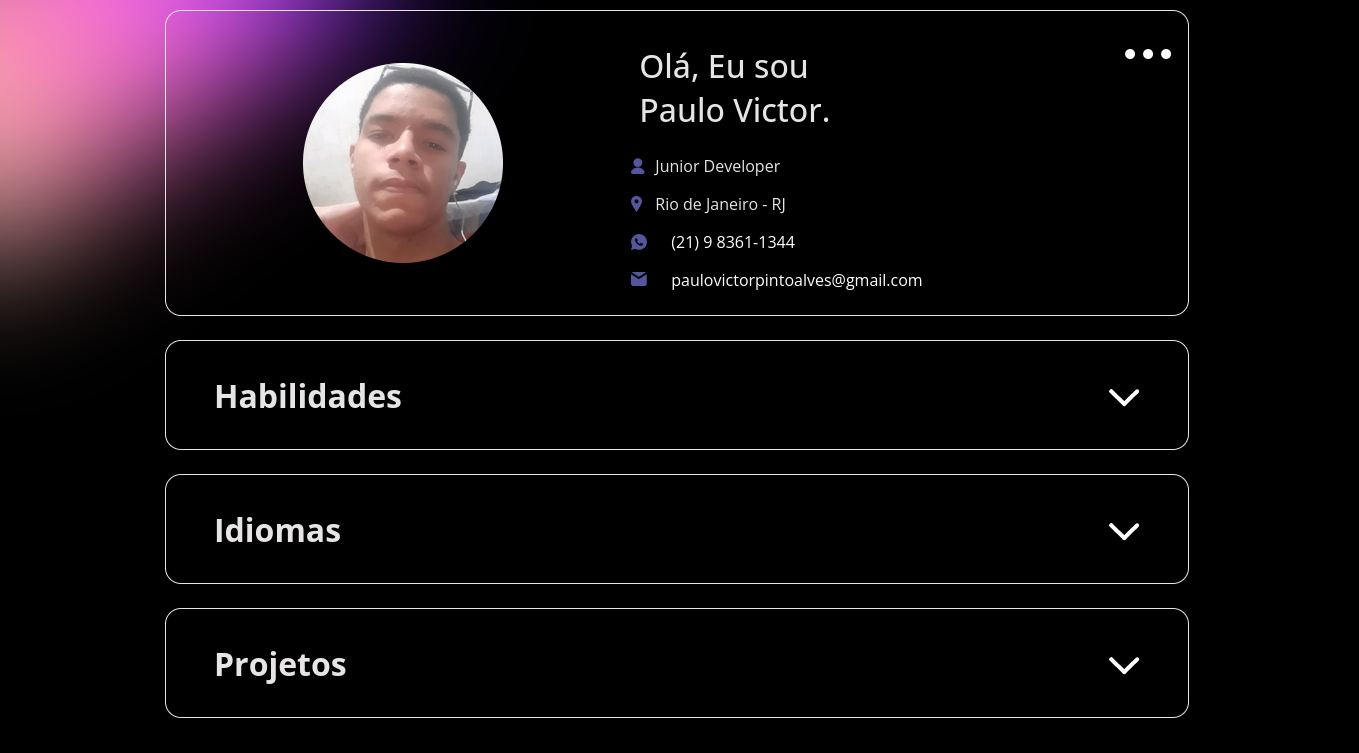 Olá, Eu sou
Paulo Victor.
Junior Developer
Rio de Janeiro - RJ
(21) 9 8361-1344
paulovictorpintoalves@gmail.com
Habilidades
Idiomas
Projetos